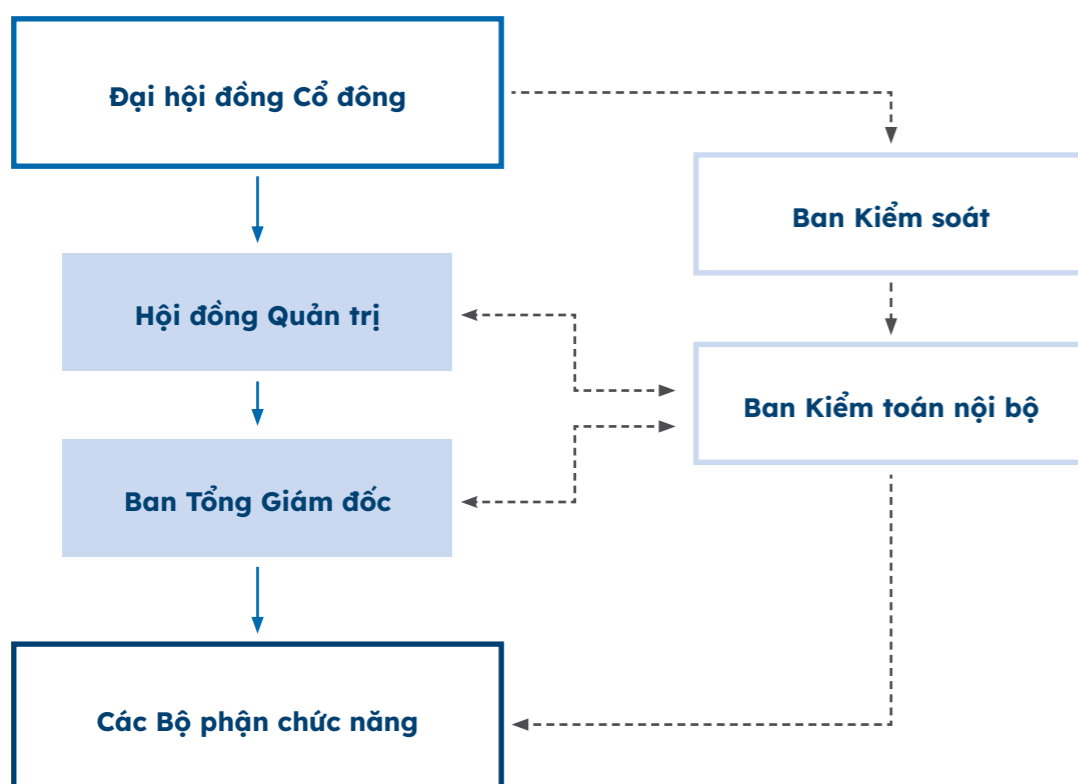 Đại hội đồng Cổ đông
Ban Kiểm soát
Hội đồng Quản trị
Ban Kiểm toán nội bộ
Ban Tổng Giám đốc
Các Bộ phận chức năng